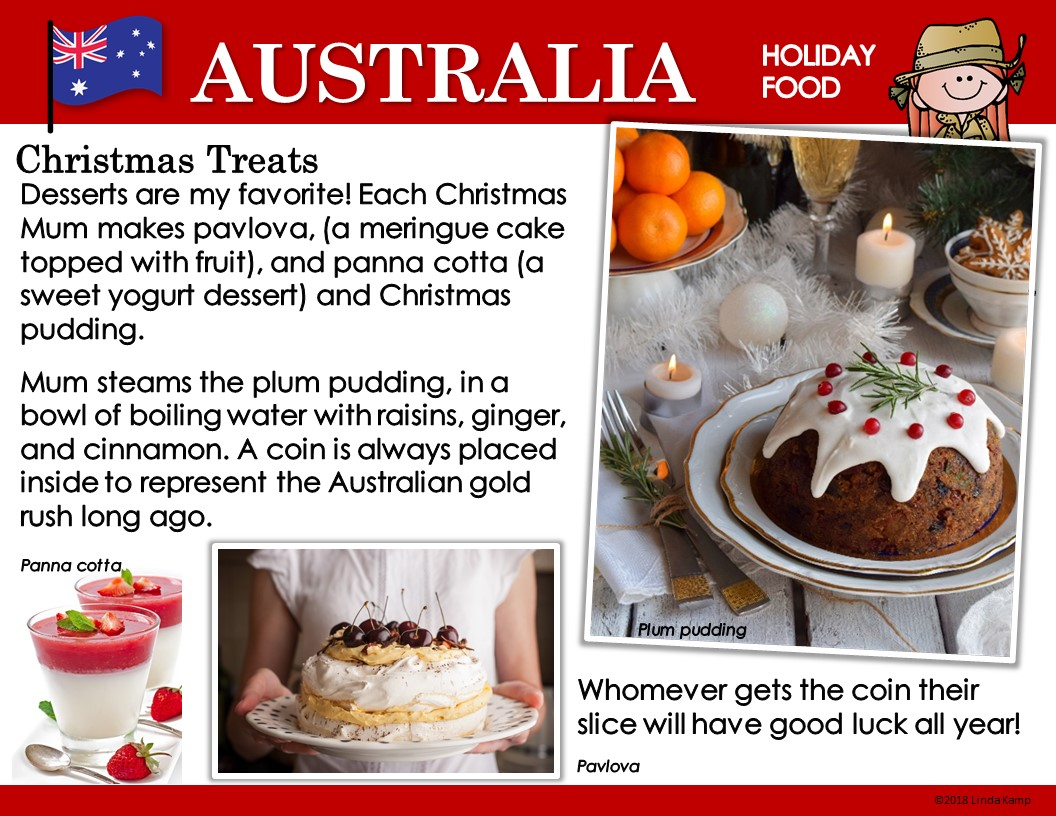 AUSTRALIA
HOLIDAY
FOOD
Christmas Treats
Desserts are my favorite! Each Christmas
Mum makes pavlova, (a meringue cake
topped with fruit), and panna cotta (a
sweet yogurt dessert) and Christmas
pudding.
Mum steams the plum pudding, in a
bowl of boiling water with raisins, ginger,
and cinnamon. A coin is always placed
inside to represent the Australian gold
rush long ago.
Panna cotta
Plum pudding
Whomever gets the coin their
slice will have good luck all year!
Pavlova
©2018 Linda Kamp